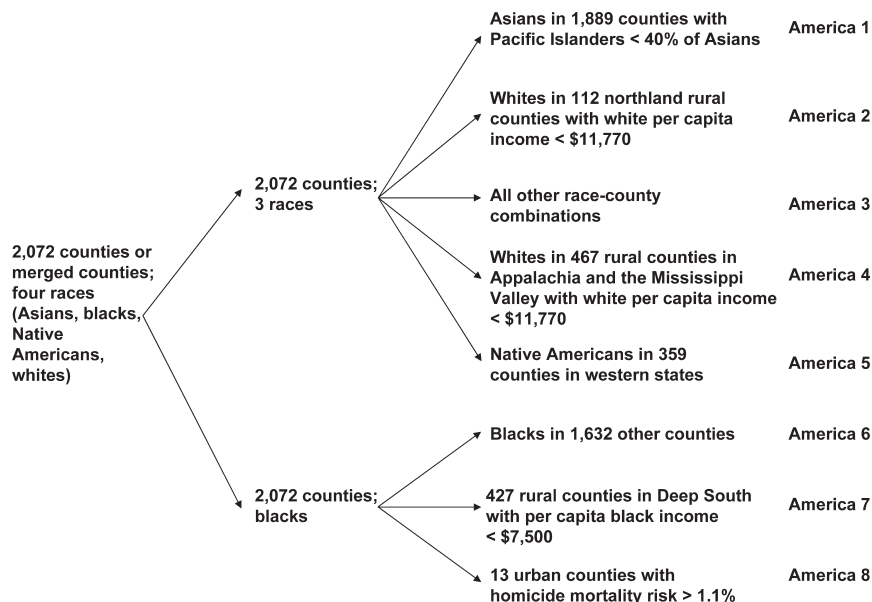 Asians in 1,889 counties with
Pacific Islanders < 40% of Asians
America 1
Whites in 112 northland rural
counties with white per capita
income < $11,770
America 2
2,072 counties;
3 races
All other race-county
combinations
America 3
2,072 counties or
merged counties;
four races
(Asians, blacks,
Native
Americans,
whites)
Whites in 467 rural counties in
Appalachia and the Mississippi
Valley with white per capita income
< $11,770
America 4
Native Americans in 359
counties in western states
America 5
Blacks in 1,632 other counties
America 6
2,072 counties;
blacks
427 rural counties in Deep South
with per capita black income
< $7,500
America 7
13 urban counties with
homicide mortality risk > 1.1%
America 8